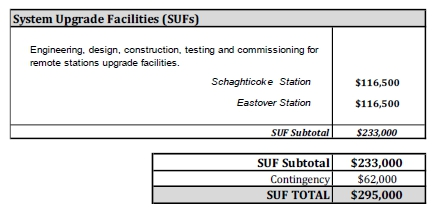 System Upgrade Facilities (SUFs)
Engineering, design, construction, testing and commissioning for
remote stations upgrade facilities.
Schaghticoke Station $116,500
Eastover Station $116,500
SUF Subtotal $233,000
SUF Subtotal $233,000
Contingency $62,000
SUF TOTAL $295,000